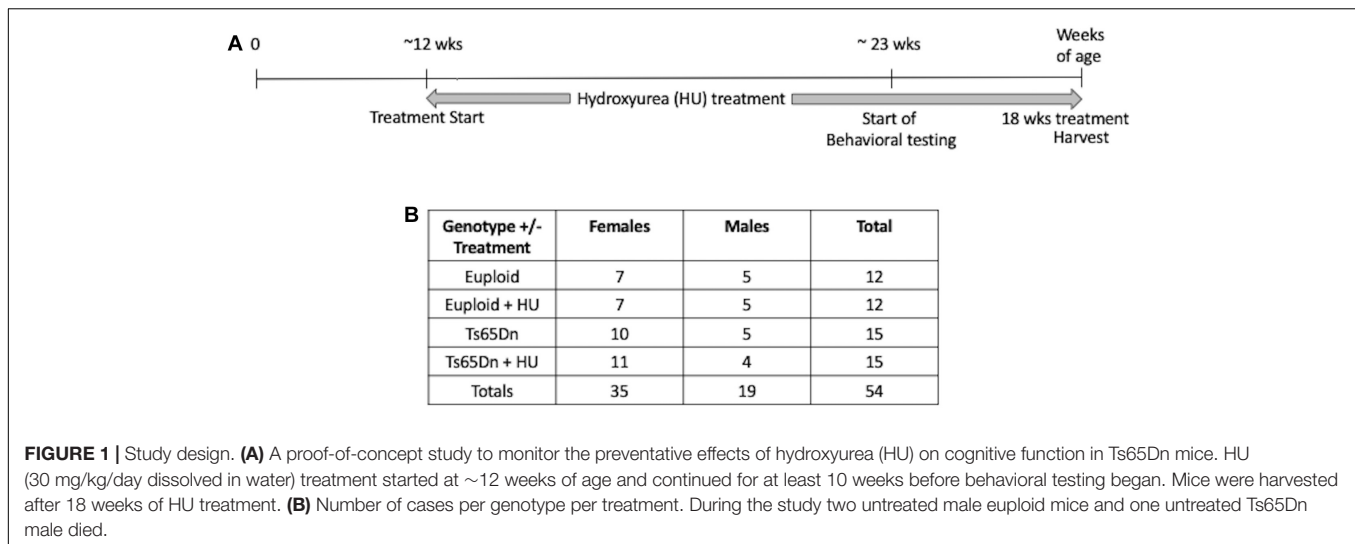 A 0 ~12 wks ~ 23 wks Weeks of age
Hydroxyurea (HU) treatment
Treatment Start Start of Behavioral testing 18 wks treatment Harvest
B
Genotype +/- Treatment Females Males Total
Euploid 7 5 12
Euploid + HU 7 5 12
Ts65Dn 10 5 15
Ts65Dn + HU 11 4 15
Totals 35 19 54
FIGURE 1 | Study design. (A) A proof-of-concept study to monitor the preventative effects of hydroxyurea (HU) on cognitive function in Ts65Dn mice. HU
(30 mg/kg/day dissolved in water) treatment started at ∼12 weeks of age and continued for at least 10 weeks before behavioral testing began. Mice were harvested
after 18 weeks of HU treatment. (B) Number of cases per genotype per treatment. During the study two untreated male euploid mice and one untreated Ts65Dn
male died.